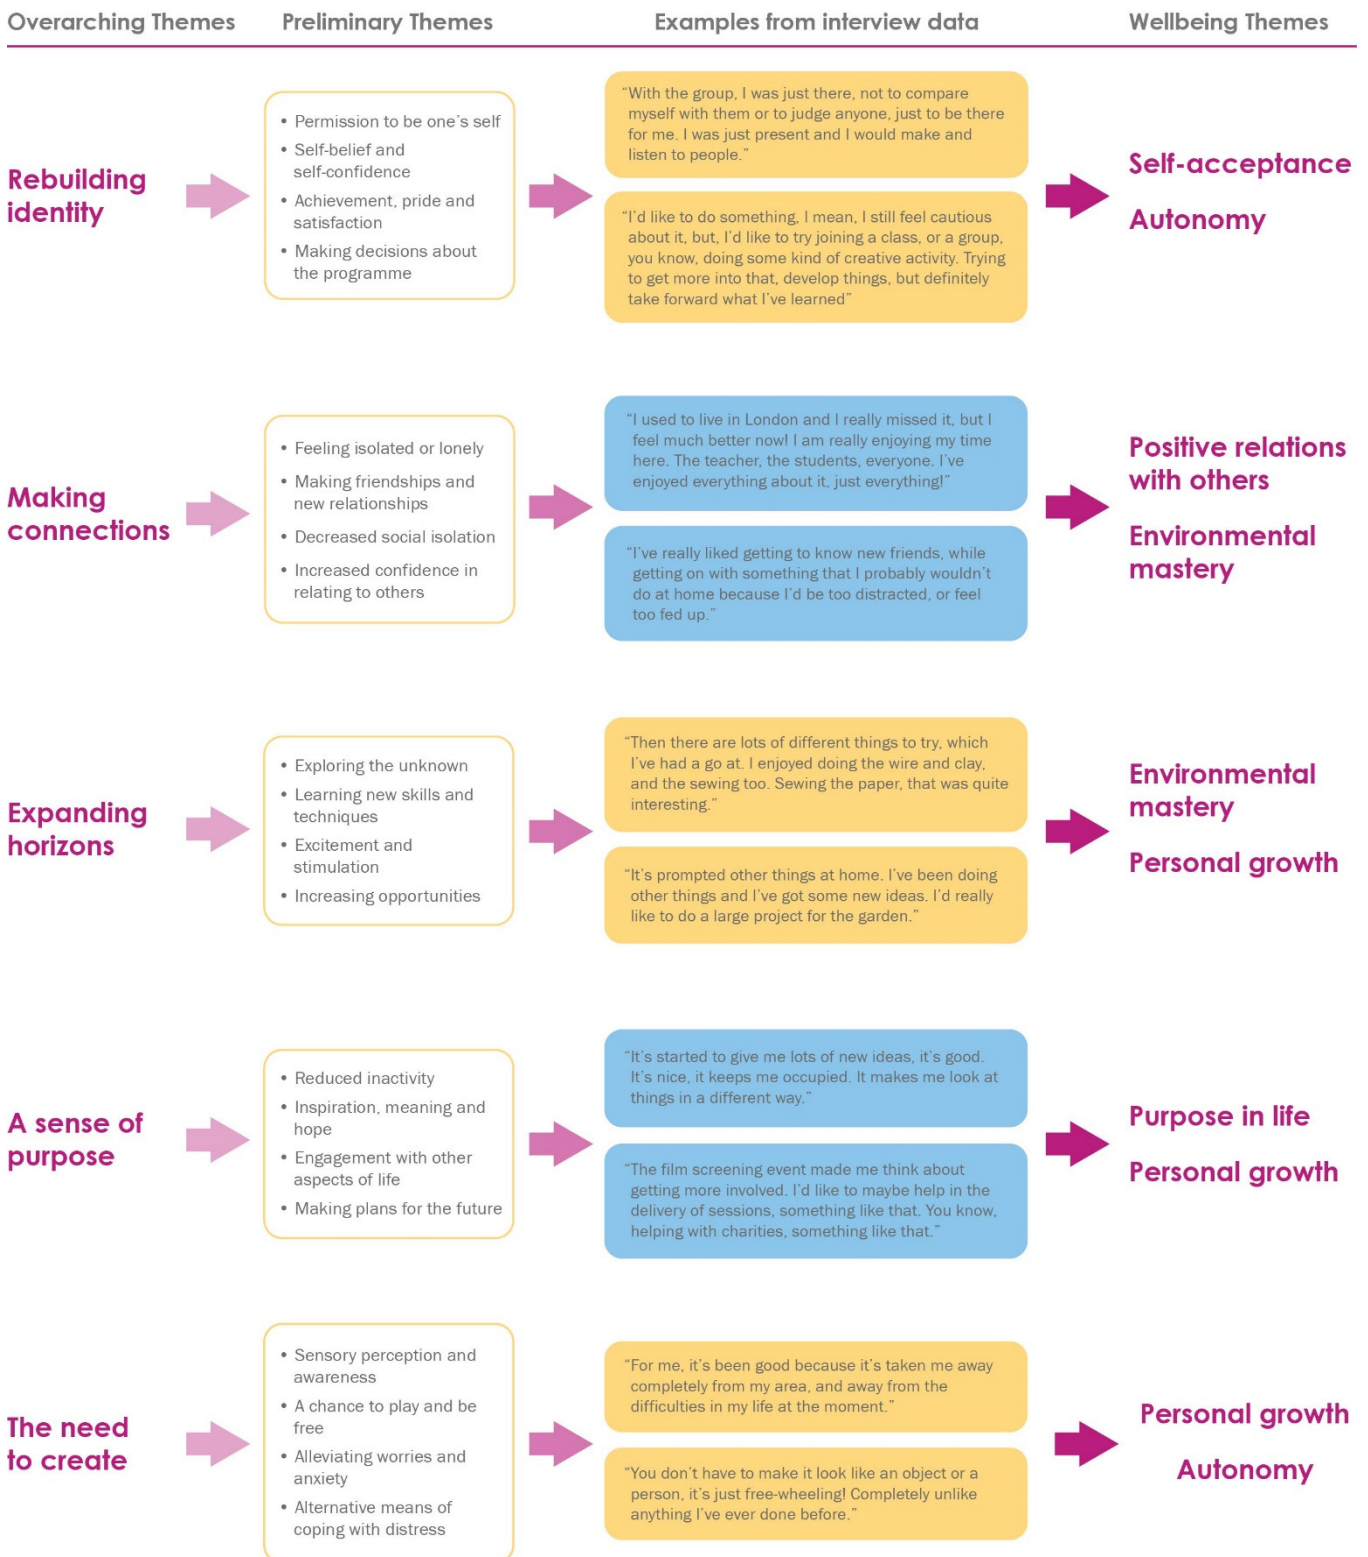 Overarching Themes
Preliminary Themes
Examples from interview data
Wellbeing Themes
Rebuilding
identity
• Permission to be one's self
• Self-belief and
self-confidence
• Achievement, pride and
satisfaction
• Making decisions about
the programme
“With the group, I was just there, not to compare
myself with them or to judge anyone, just to be there
for me. I was just present and I would make and
listen to people.”
“I'd like to do something, I mean, I still feel cautious
about it, but, I'd like to try joining a class, or a group,
you know, doing some kind of creative activity. Trying
to get more into that, develop things, but definitely
take forward what I've learned”
Self-acceptance
Autonomy
Making
connections
• Feeling isolated or lonely
• Making friendships and
new relationships
• Decreased social isolation
• Increased confidence in
relating to others
“I used to live in London and I really missed it, but I
feel much better now! I am really enjoying my time
here. The teacher, the students, everyone. I've
enjoyed everything about it, just everything!”
“I've really liked getting to know new friends, while
getting on with something that I probably wouldn't
do at home because I'd be too distracted, or feel
too fed up.”
Positive relations
with others
Environmental
mastery
Expanding
horizons
• Exploring the unknown
• Learning new skills and
techniques
• Excitement and
stimulation
• Increasing opportunities
“Then there are lots of different things to try, which
I've had a go at. I enjoyed doing the wire and clay,
and the sewing too. Sewing the paper, that was quite
interesting.”
“It's prompted other things at home. I've been doing
other things and I've got some new ideas. I'd really
like to do a large project for the garden.”
Environmental
mastery
Personal growth
A sense of
purpose
• Reduced inactivity
• Inspiration, meaning and
hope
• Engagement with other
aspects of life
• Making plans for the future
“It's started to give me lots of new ideas, it's good.
It's nice, it keeps me occupied. It makes me look at
things in a different way.”
“The film screening event made me think about
getting more involved. I'd like to maybe help in the
delivery of sessions, something like that. You know,
helping with charities, something like that.”
Purpose in life
Personal growth
The need
to create
• Sensory perception and
awareness
• A chance to play and be
free
• Alleviating worries and
anxiety
• Alternative means of
coping with distress
“For me, it's been good because it's taken me away
completely from my area, and away from the
difficulties in my life at the moment.”
“You don't have to make it look like an object or a
person, it's just free-wheeling! Completely unlike
anything I've ever done before.”
Personal growth
Autonomy